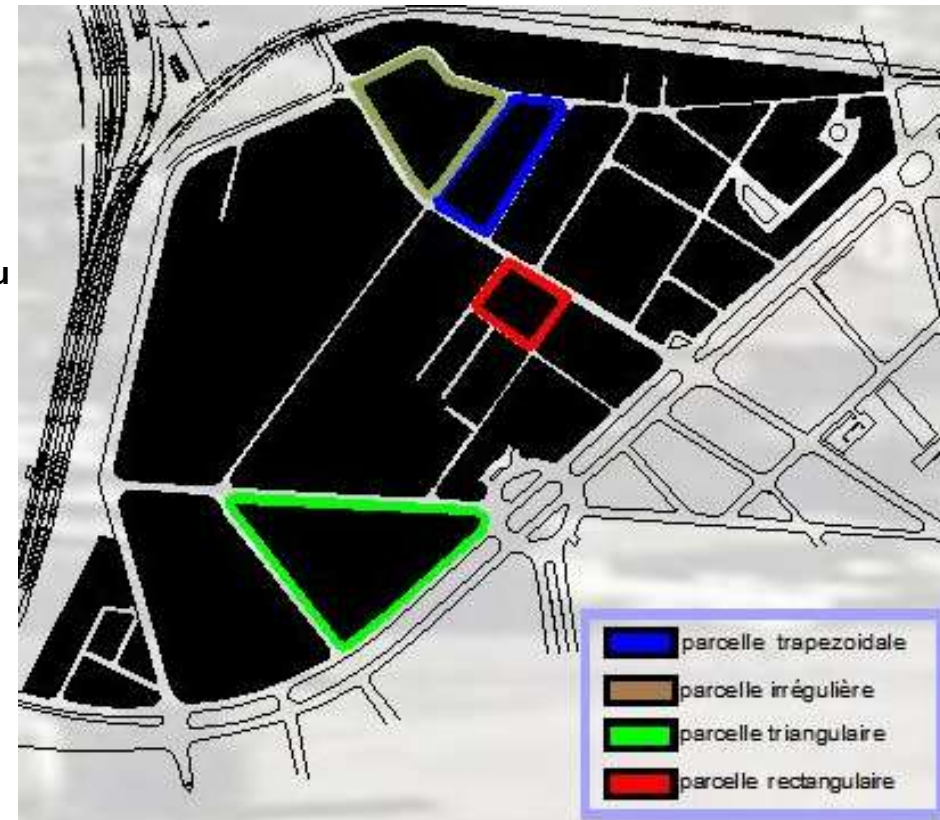 u
parcelle trapezoidale
parcelle irrégulière
parcelle triangulaire
parcelle rectangulaire